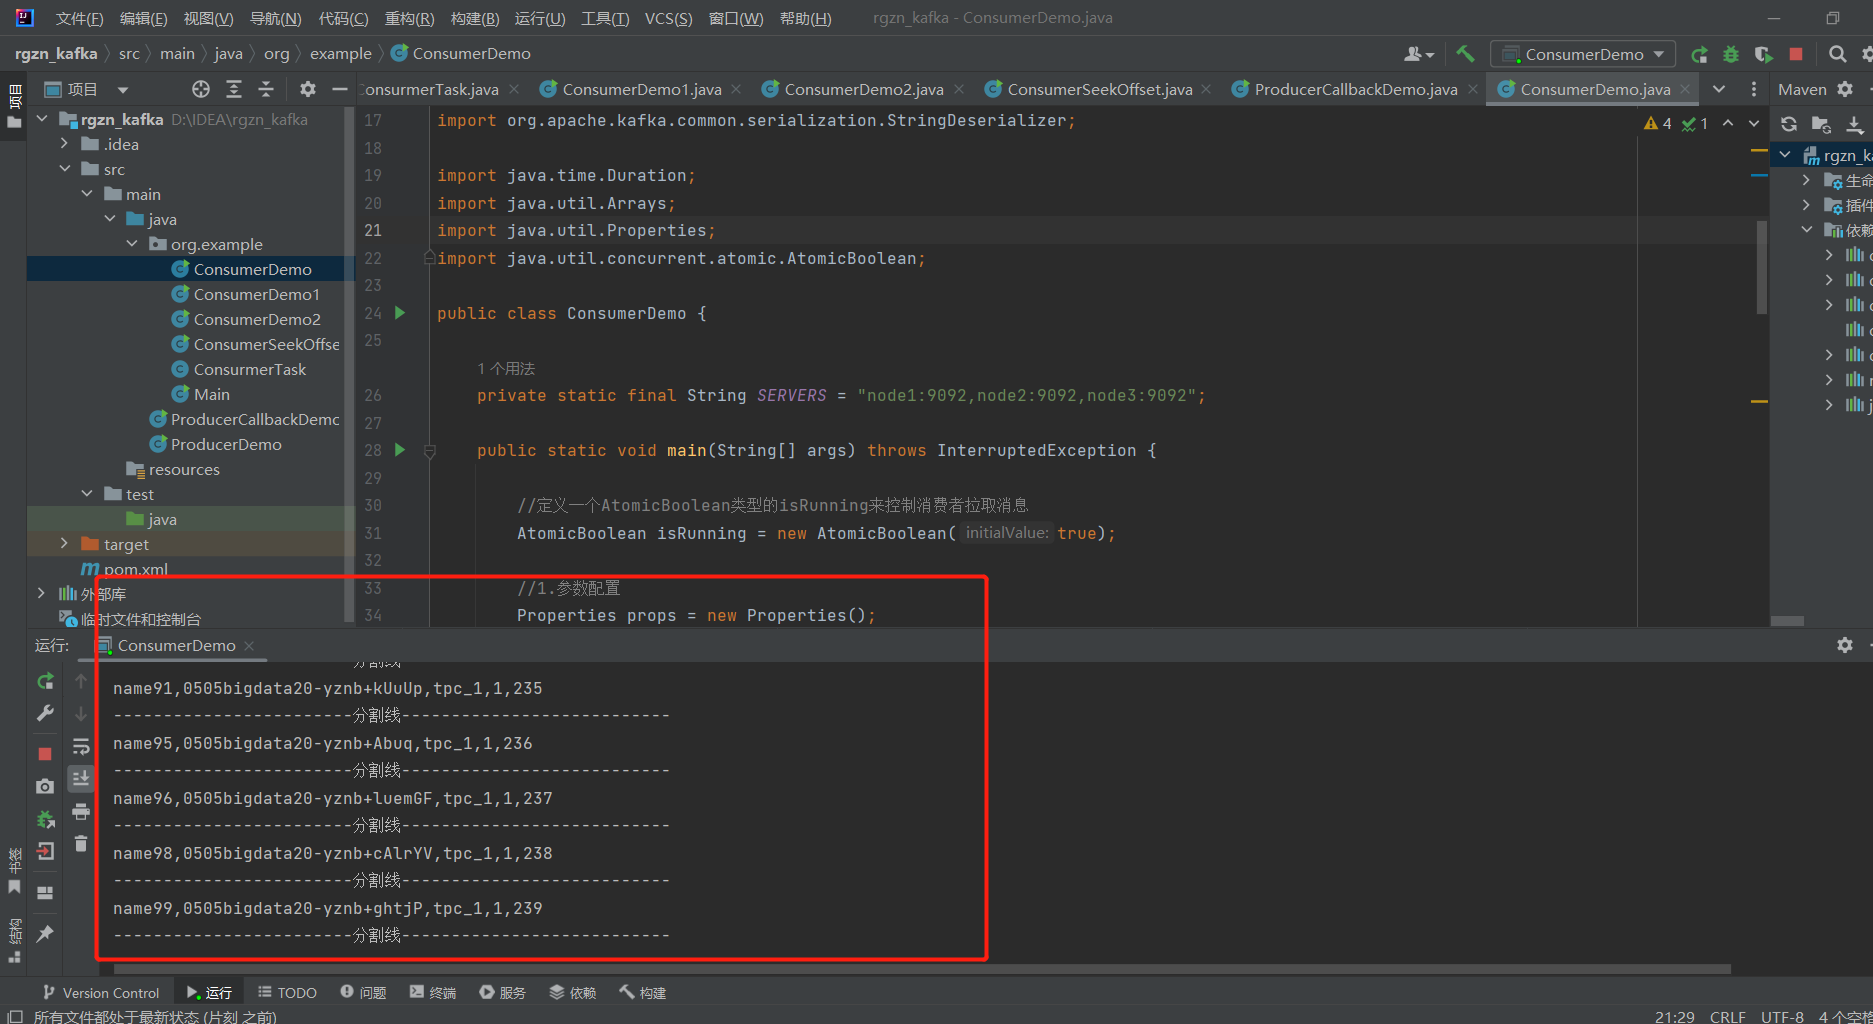 文件(F) 编辑(E) 视图(V) 导航(N) 代码(C) 重构(R) 构建(B) 运行(U) 工具(T) VCS(S) 窗口(W) 帮助(H) rgzn_kafka - ConsumerDemo.java
rgzn_kafka src main java org example ConsumerDemo ConsumerDemo
项目 onsurmerTask.java ConsumerDemo1.java ConsumerDemo2.java ConsumerSeekOffset.java ProducerCallbackDemo.java ConsumerDemo.java Maven
项目
rgzn_kafka D:\IDEA\rgzn_kafka
.idea
src
main
java
org.example
ConsumerDemo
ConsumerDemo1
ConsumerDemo2
ConsumerSeekOffse
ConsurmerTask
Main
ProducerCallbackDemo
ProducerDemo
resources
test
java
target
pom.xml
外部库
临时文件和控制台
4 1
17 import org.apache.kafka.common.serialization.StringDeserializer;
18
19 import java.time.Duration;
20 import java.util.Arrays;
21 import java.util.Properties;
22 import java.util.concurrent.atomic.AtomicBoolean;
23
24 public class ConsumerDemo {
25
1 个用法
26 private static final String SERVERS = "node1:9092,node2:9092,node3:9092";
27
28 public static void main(String[] args) throws InterruptedException {
29
30 //定义一个AtomicBoolean类型的isRunning来控制消费者拉取消息
31 AtomicBoolean isRunning = new AtomicBoolean( initialValue: true);
32
33 //1.参数配置
34 Properties props = new Properties();
rgzn_ka
生命
插件
依赖
运行: ConsumerDemo
分割线
name91,0505bigdata20-yznb+kUuUp,tpc_1,1,235
------------------------分割线---------------------------
name95,0505bigdata20-yznb+Abuq,tpc_1,1,236
------------------------分割线---------------------------
name96,0505bigdata20-yznb+luemGF,tpc_1,1,237
------------------------分割线---------------------------
name98,0505bigdata20-yznb+cAlrYV,tpc_1,1,238
------------------------分割线---------------------------
name99,0505bigdata20-yznb+ghtjP,tpc_1,1,239
------------------------分割线---------------------------
书签
结构
Version Control 运行 TODO 问题 终端 服务 依赖 构建
所有文件都处于最新状态 (片刻 之前) 21:29 CRLF UTF-8 4 个空格